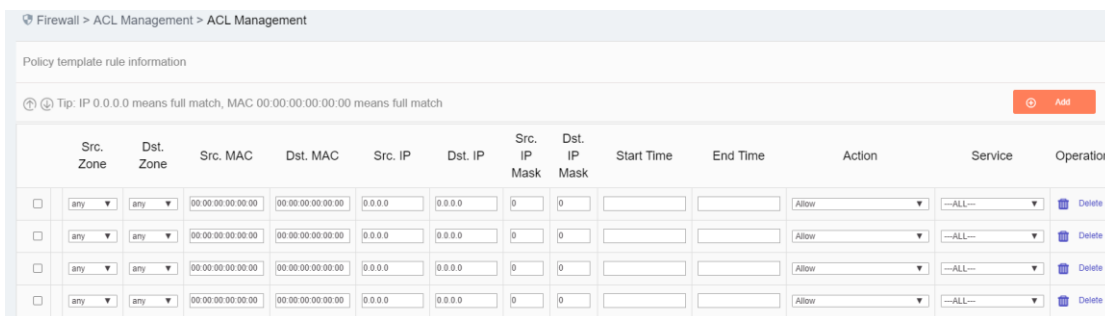 Firewall > ACL Management > ACL Management
Policy template rule information
Tip: IP 0.0.0.0 means full match, MAC 00:00:00:00:00:00 means full match
Add
Src. Zone Dst. Zone Src. MAC Dst. MAC Src. IP Dst. IP Src. IP Mask Dst. IP Mask Start Time End Time Action Service Operation
any any 00:00:00:00:00:00 00:00:00:00:00:00 0.0.0.0 0.0.0.0 0 0 Allow ---ALL--- Delete
any any 00:00:00:00:00:00 00:00:00:00:00:00 0.0.0.0 0.0.0.0 0 0 Allow ---ALL--- Delete
any any 00:00:00:00:00:00 00:00:00:00:00:00 0.0.0.0 0.0.0.0 0 0 Allow ---ALL--- Delete
any any 00:00:00:00:00:00 00:00:00:00:00:00 0.0.0.0 0.0.0.0 0 0 Allow ---ALL--- Delete